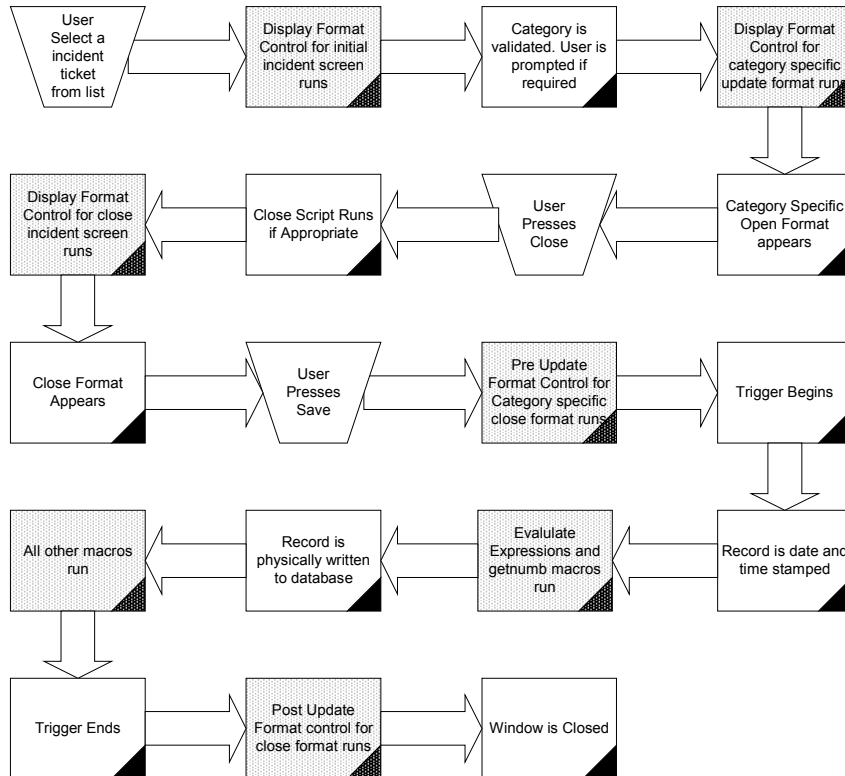 User
Select a
incident
ticket
from list
Display Format
Control for initial
incident screen
runs
Category is
validated. User is
prompted if
required
Display Format
Control for
category specific
update format runs
Category Specific
Open Format
appears
User
Presses
Close
Close Script Runs
if Appropriate
Display Format
Control for close
incident screen
runs
Close Format
Appears
User
Presses
Save
Pre Update
Format Control for
Category specific
close format runs
Trigger Begins
Record is date and
time stamped
Evalulate
Expressions and
getnumb macros
run
Record is
physically written
to database
All other macros
run
Trigger Ends
Post Update
Format control for
close format runs
Window is Closed